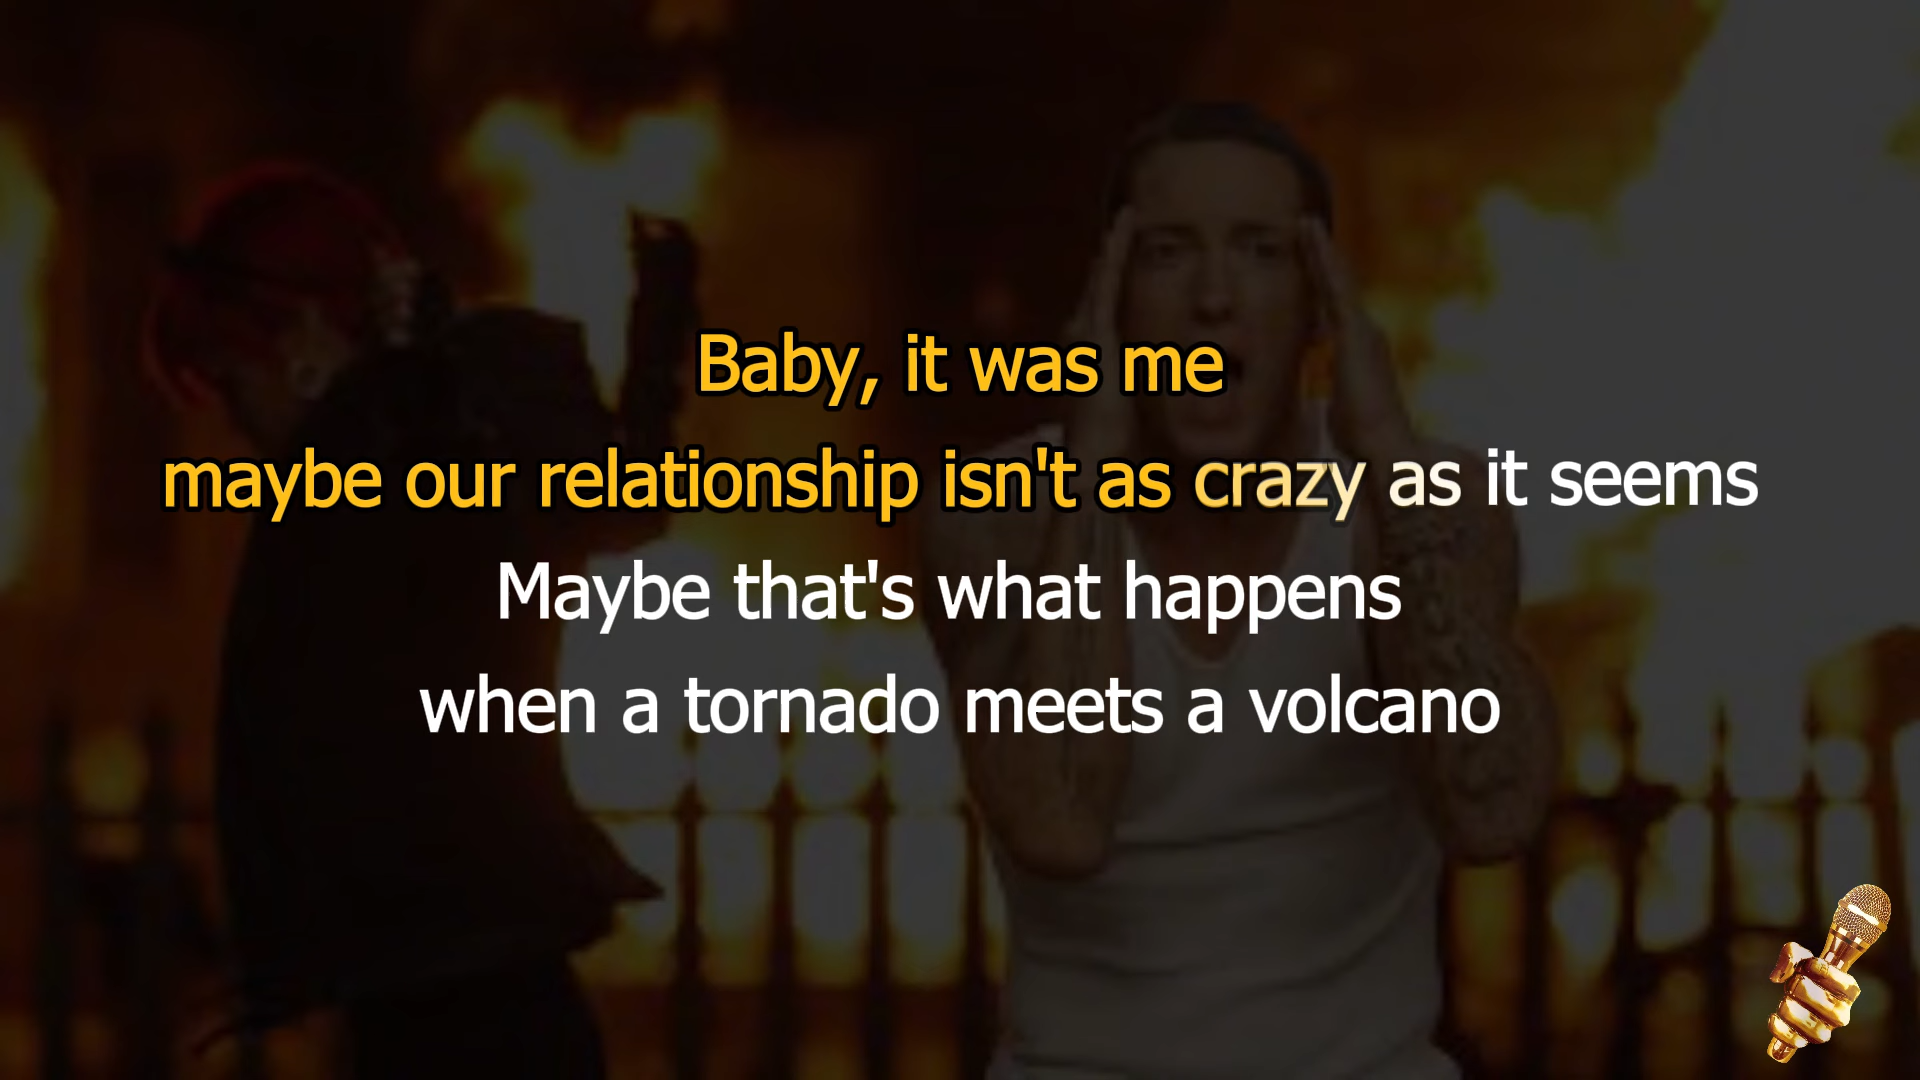 Baby, it was me
maybe our relationship isn't as crazy as it seems
Maybe that's what happens
when a tornado meets a volcano